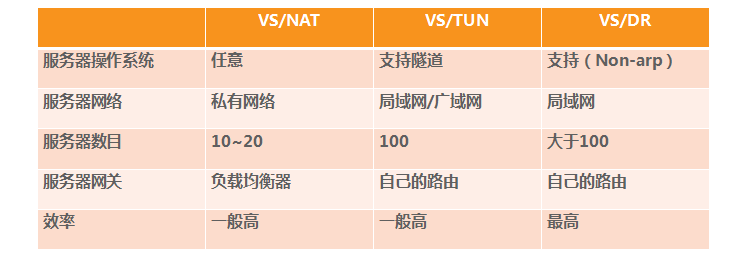 VS/NAT VS/TUN VS/DR
服务器操作系统 任意 支持隧道 支持（Non-arp）
服务器网络 私有网络 局域网/广域网 局域网
服务器数目 10~20 100 大于100
服务器网关 负载均衡器 自己的路由 自己的路由
效率 一般高 一般高 最高